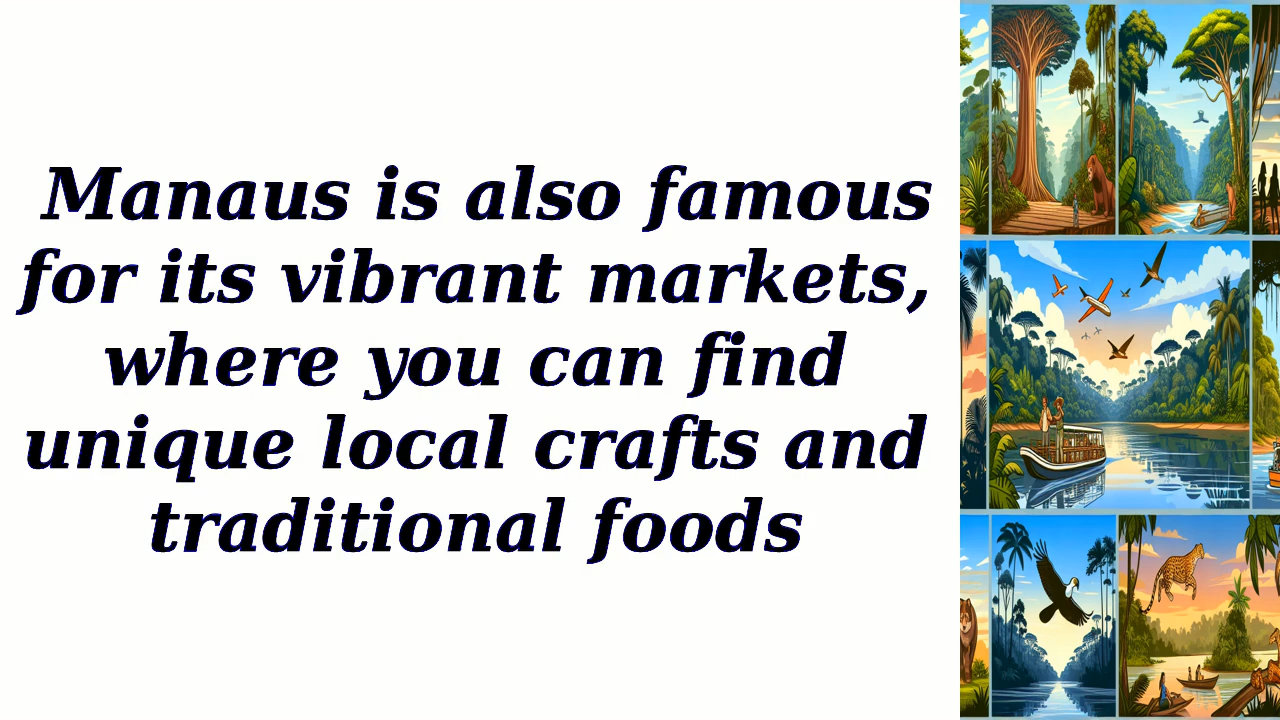 Manaus is also famous
for its vibrant markets,
where you can find
unique local crafts and
traditional foods